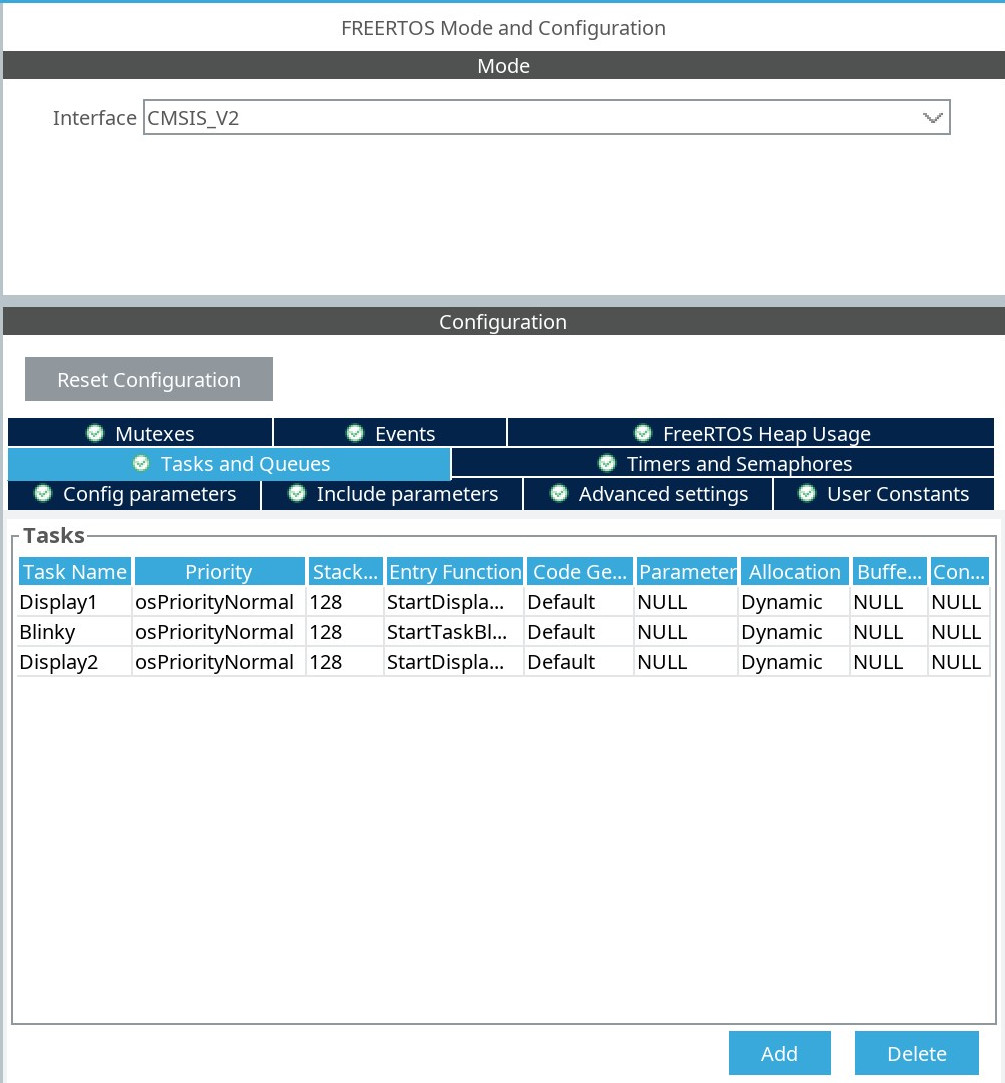 FREERTOS Mode and Configuration
Mode
Interface CMSIS_V2
Configuration
Reset Configuration
Mutexes Events FreeRTOS Heap Usage
Tasks and Queues Timers and Semaphores
Config parameters Include parameters Advanced settings User Constants
Tasks
Task Name Priority Stack... Entry Function Code Ge... Parameter Allocation Buffe... Con...
Display1 osPriorityNormal 128 StartDispla... Default NULL Dynamic NULL NULL
Blinky osPriorityNormal 128 StartTaskBl... Default NULL Dynamic NULL NULL
Display2 osPriorityNormal 128 StartDispla... Default NULL Dynamic NULL NULL
Add Delete